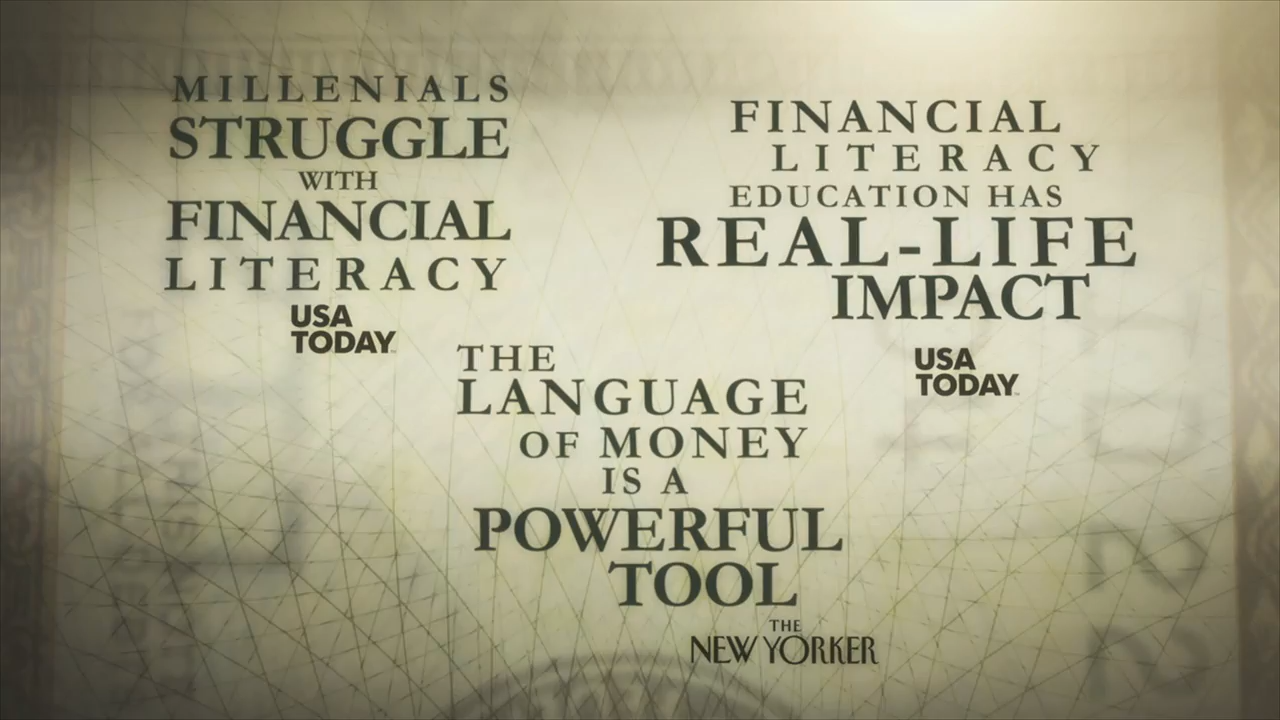 MILLENIALS
STRUGGLE
WITH
FINANCIAL
LITERACY
USA
TODAY
FINANCIAL
LITERACY
EDUCATION HAS
REAL-LIFE
IMPACT
USA
TODAY
THE
LANGUAGE
OF MONEY
IS A
POWERFUL
TOOL
THE
NEW YORKER